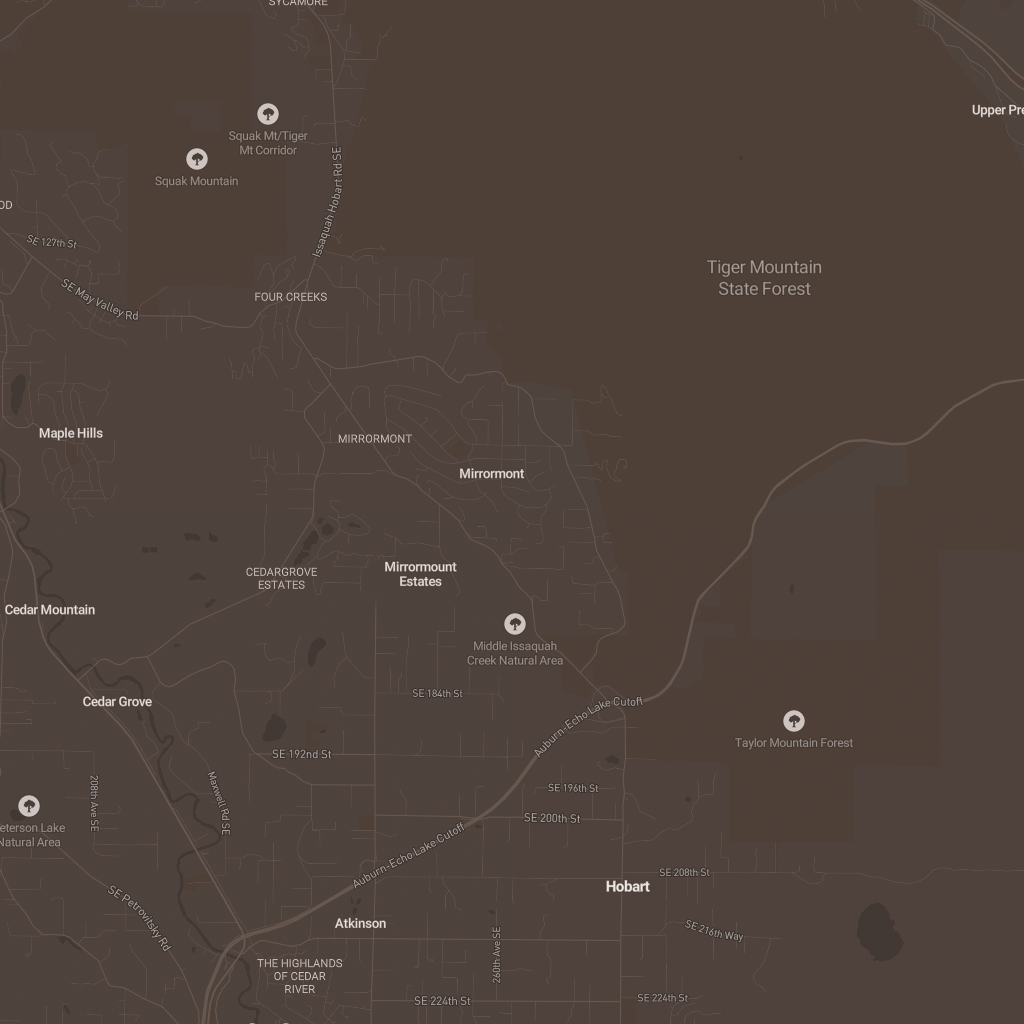 SYCAMORE
Upper Pre
Squak Mt/Tiger
Mt Corridor
Squak Mountain
Issaquah Hobart Rd SE
OD
SE 127th St
Tiger Mountain
State Forest
SE May Valley Rd
FOUR CREEKS
Maple Hills
MIRRORMONT
Mirrormont
CEDARGROVE
ESTATES
Mirrormount
Estates
Cedar Mountain
Middle Issaquah
Creek Natural Area
SE 184th St
Cedar Grove
Auburn-Echo Lake Cutoff
Taylor Mountain Forest
SE 192nd St
208th Ave SE
Maxwell Rd SE
SE 196th St
SE 200th St
eterson Lake
Natural Area
Auburn-Echo Lake Cutoff
SE 208th St
Hobart
SE Petrovitsky Rd
Atkinson
SE 216th Way
260th Ave SE
THE HIGHLANDS
OF CEDAR
RIVER
SE 224th St
SE 224th St